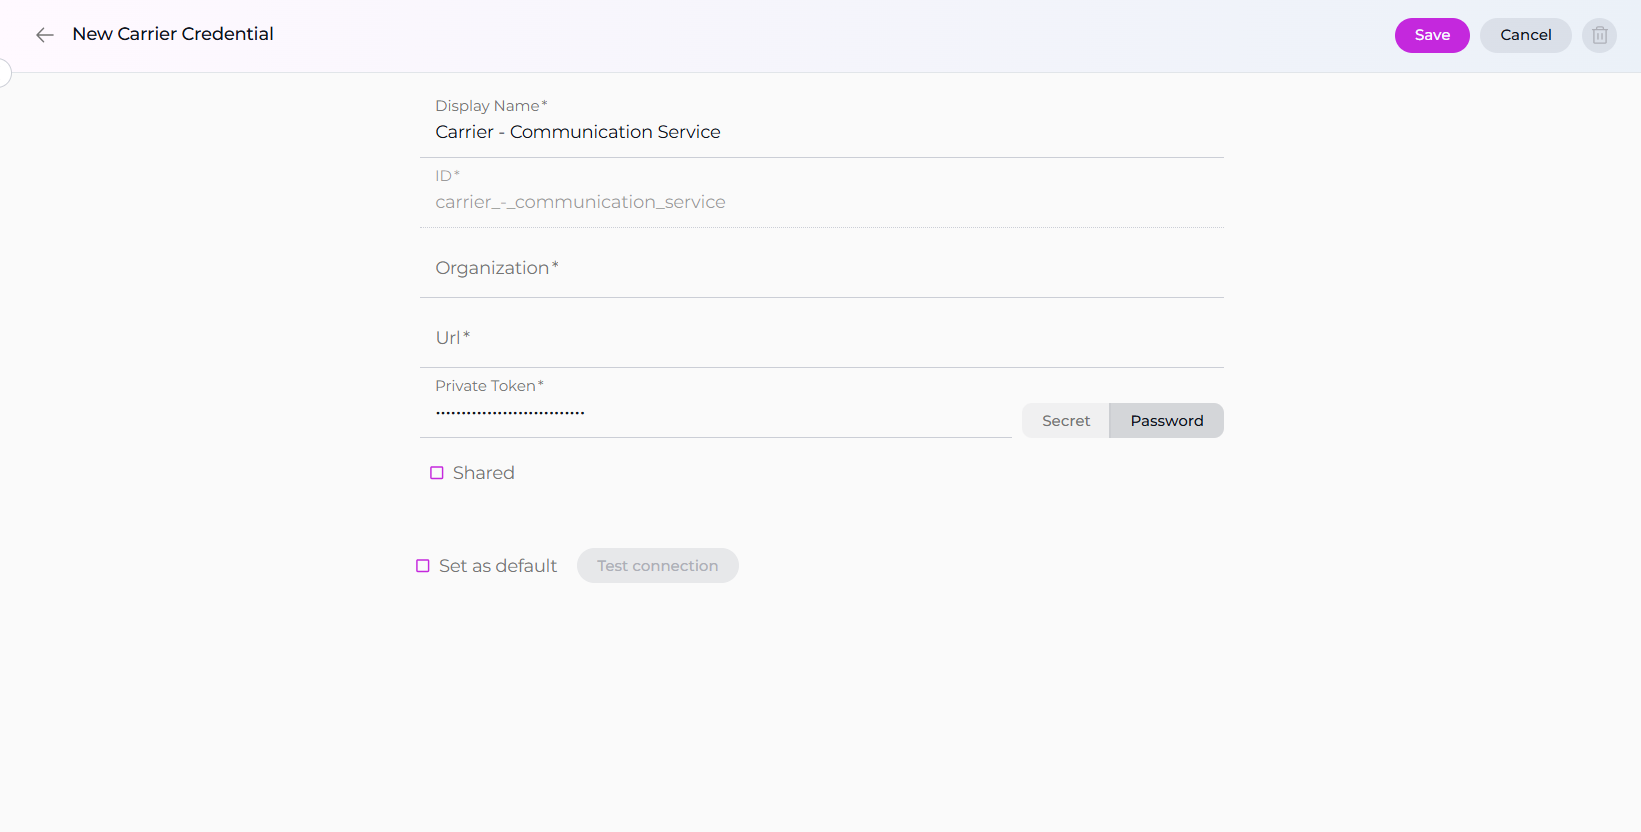 New Carrier Credential
Save
Cancel
Display Name*
Carrier - Communication Service
ID*
carrier_-_communication_service
Organization*
Url*
Private Token*
•••••••••••••••••••••••••••••
Secret
Password
Shared
Set as default
Test connection